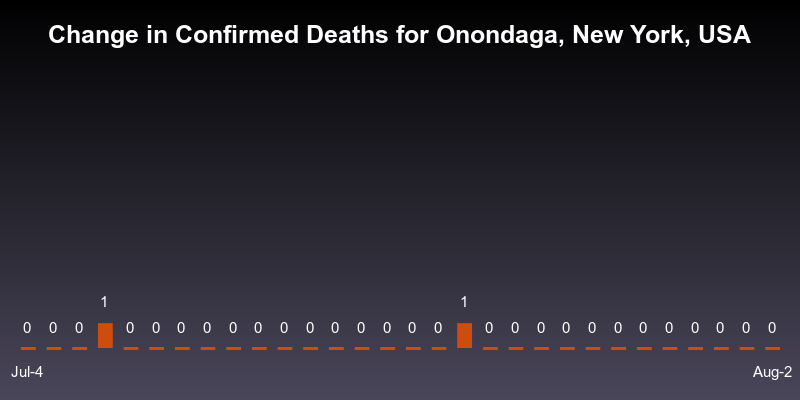 Change in Confirmed Deaths for Onondaga, New York, USA
1 1
0 0 0 0 0 0 0 0 0 0 0 0 0 0 0 0 0 0 0 0 0 0 0 0 0 0 0 0
Jul-4 Aug-2